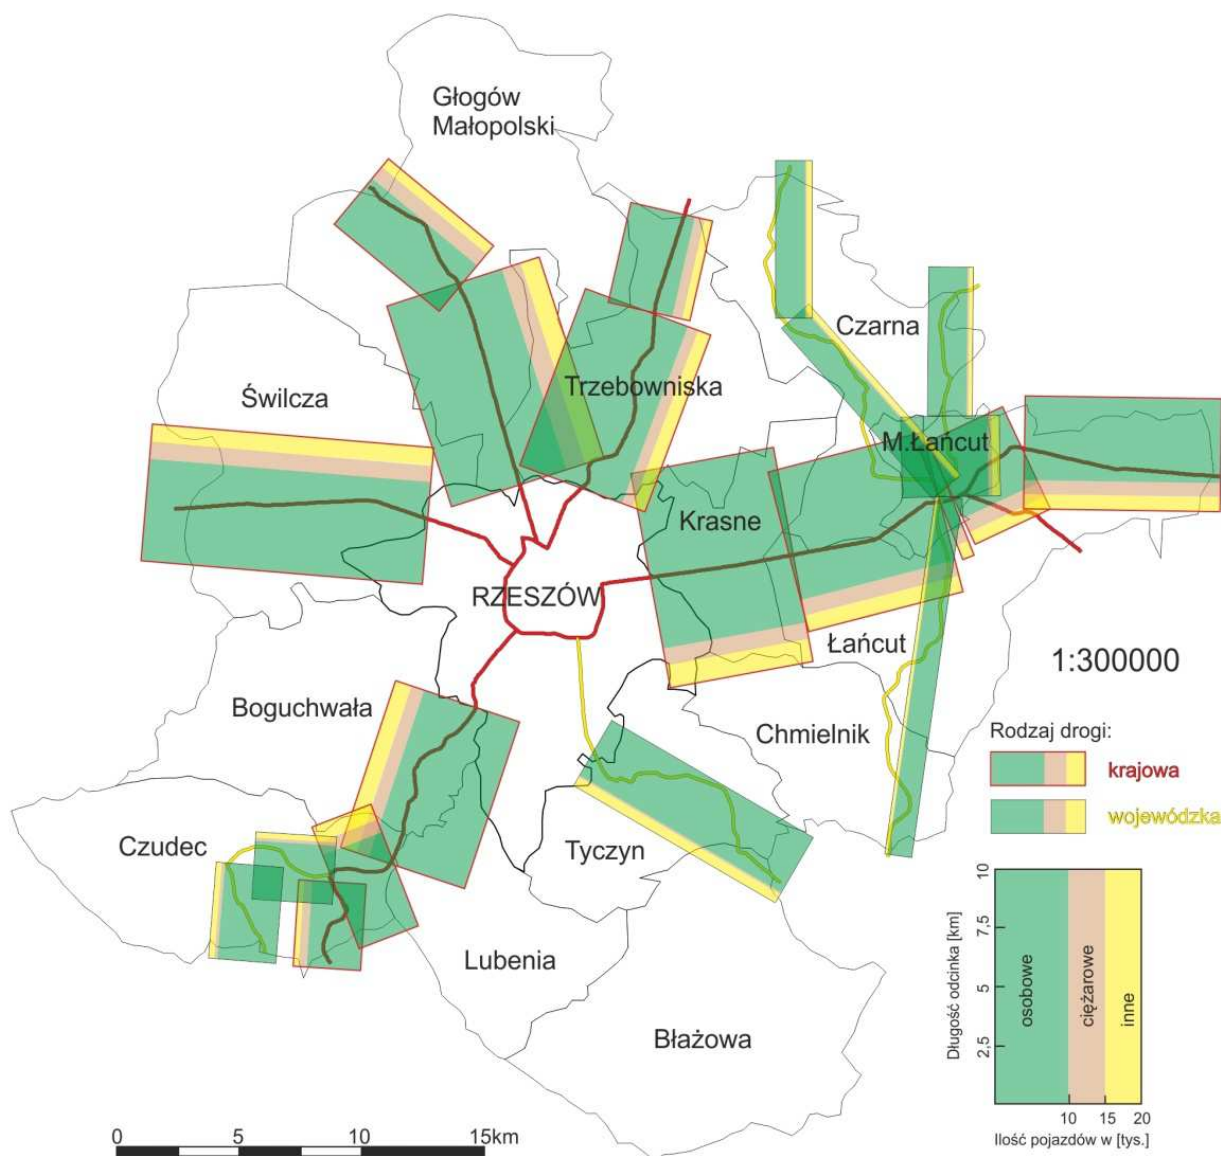 Głogów
Małopolski
Czarna
Świlcza
Trzebowniska
M.Łańcut
Krasne
RZESZÓW
Łańcut
1:300000
Boguchwała
Chmielnik
Rodzaj drogi:
krajowa
wojewódzka
Czudec
Tyczyn
Lubenia
Błażowa
Długość odcinka [km]
10
7,5
5
2,5
osobowe
ciężarowe
inne
10 15 20
Ilość pojazdów w [tys.]
0 5 10 15km